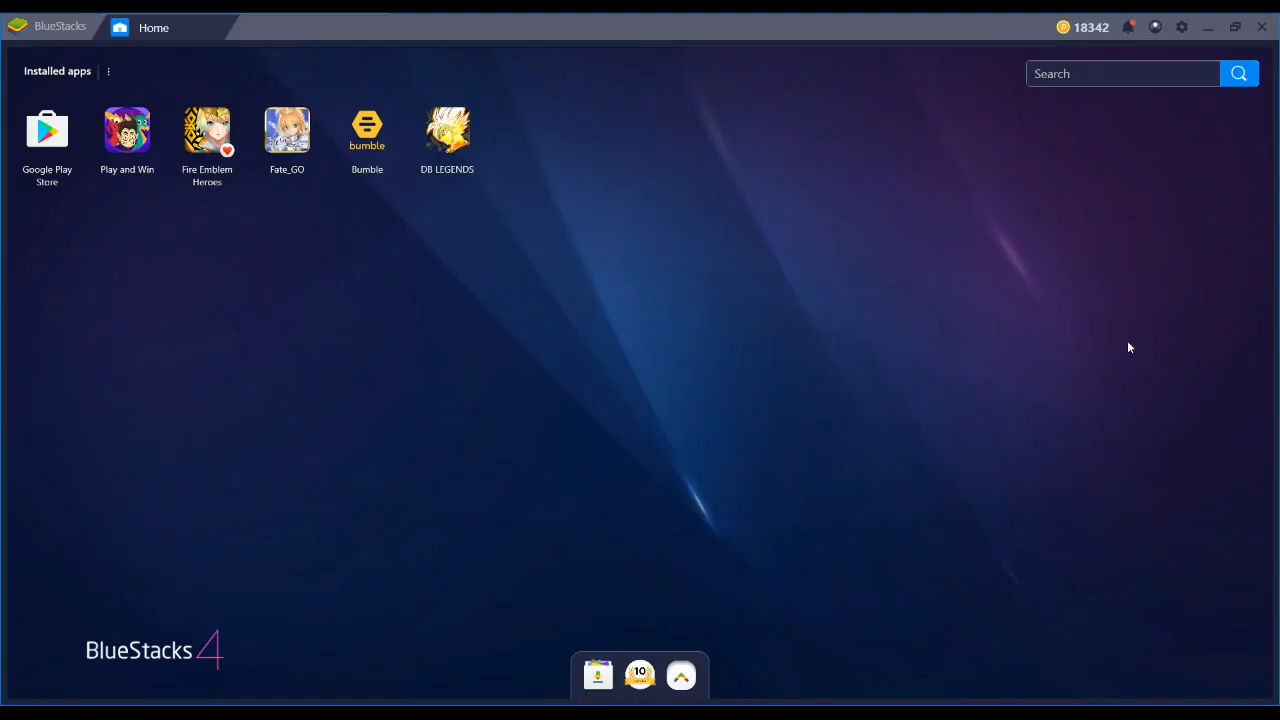 BlueStacks
Home
18342
Installed apps
Search
bumble
Google Play
Store
Play and Win
Fire Emblem
Heroes
Fate_GO
Bumble
DB LEGENDS
BlueStacks 4
10